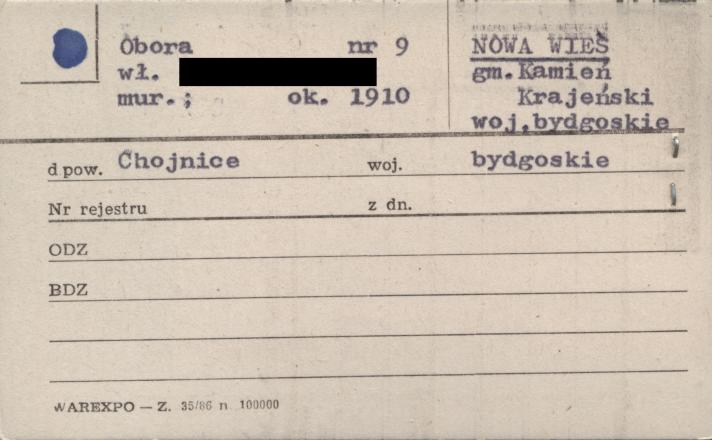 Obora nr 9
wł.
mur.; ok. 1910
NOWA WIEŚ
gm.Kamień
Krajeński
woj.bydgoskie
d pow. Chojnice woj. bydgoskie
Nr rejestru z dn.
ODZ
BDZ
WAREXPO — Z. 35/86 n 100000